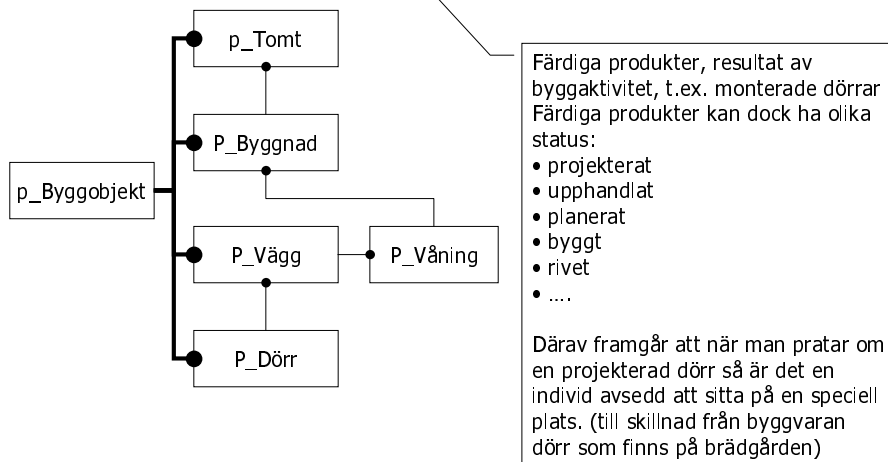 p_Tomt
P_Byggnad
p_Byggobjekt
P_Vägg
P_Våning
P_Dörr
Färdiga produkter, resultat av
byggaktivitet, t.ex. monterade dörrar
Färdiga produkter kan dock ha olika
status:
• projekterat
• upphandlat
• planerat
• byggt
• rivet
• ....
Därav framgår att när man pratar om
en projekterad dörr så är det en
individ avsedd att sitta på en speciell
plats. (till skillnad från byggvaran
dörr som finns på brädgården)